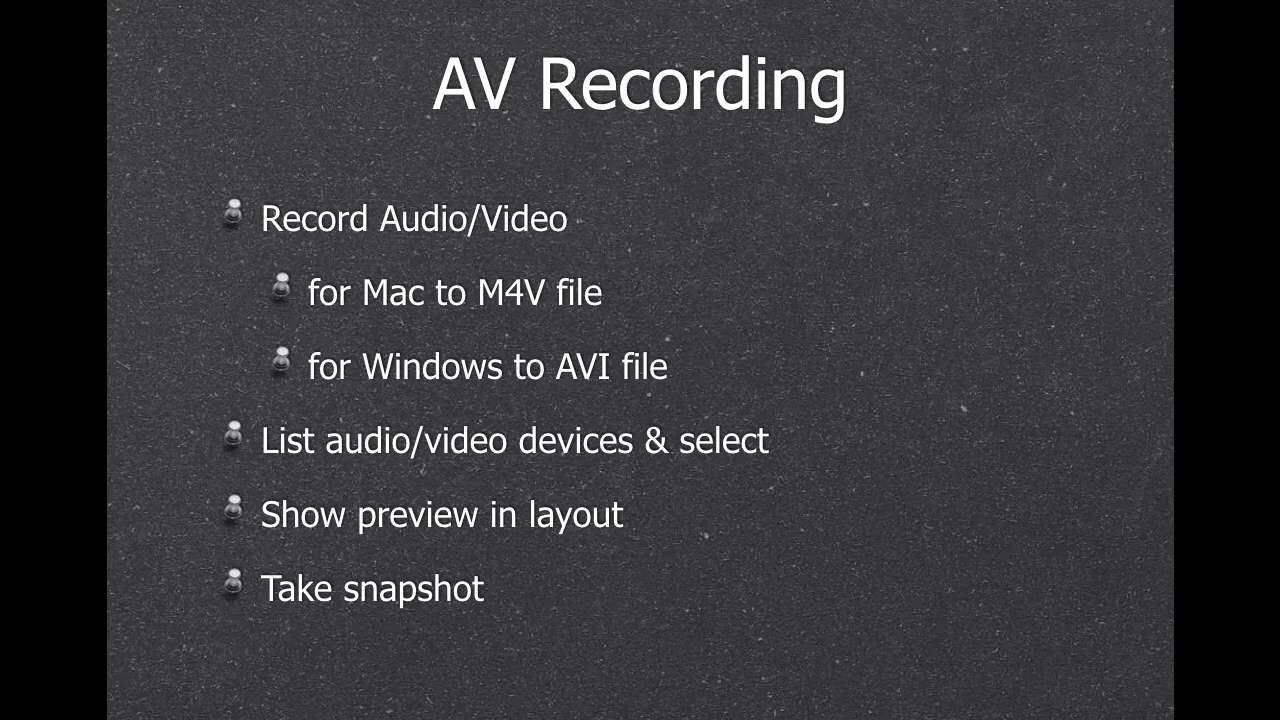 AV Recording
Record Audio/Video
for Mac to M4V file
for Windows to AVI file
List audio/video devices & select
Show preview in layout
Take snapshot